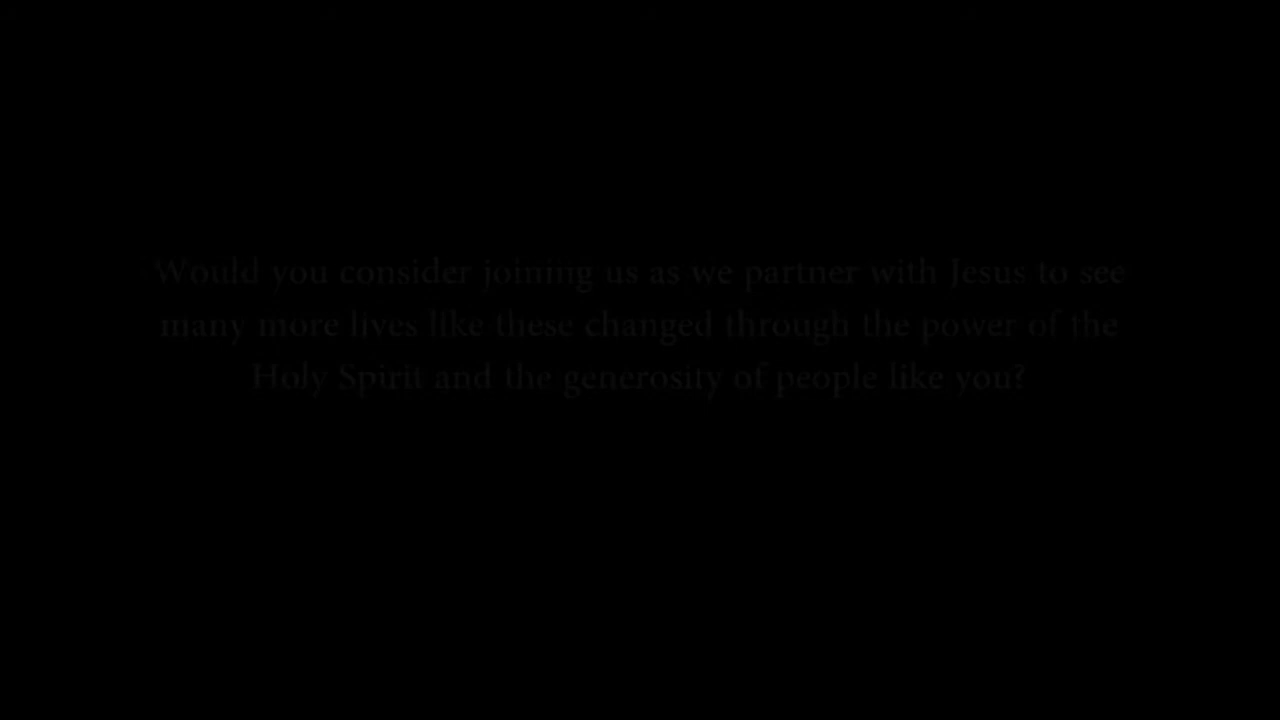 Would you consider joining us as we partner with Jesus to see
many more lives like these changed through the power of the
Holy Spirit and the generosity of people like you?